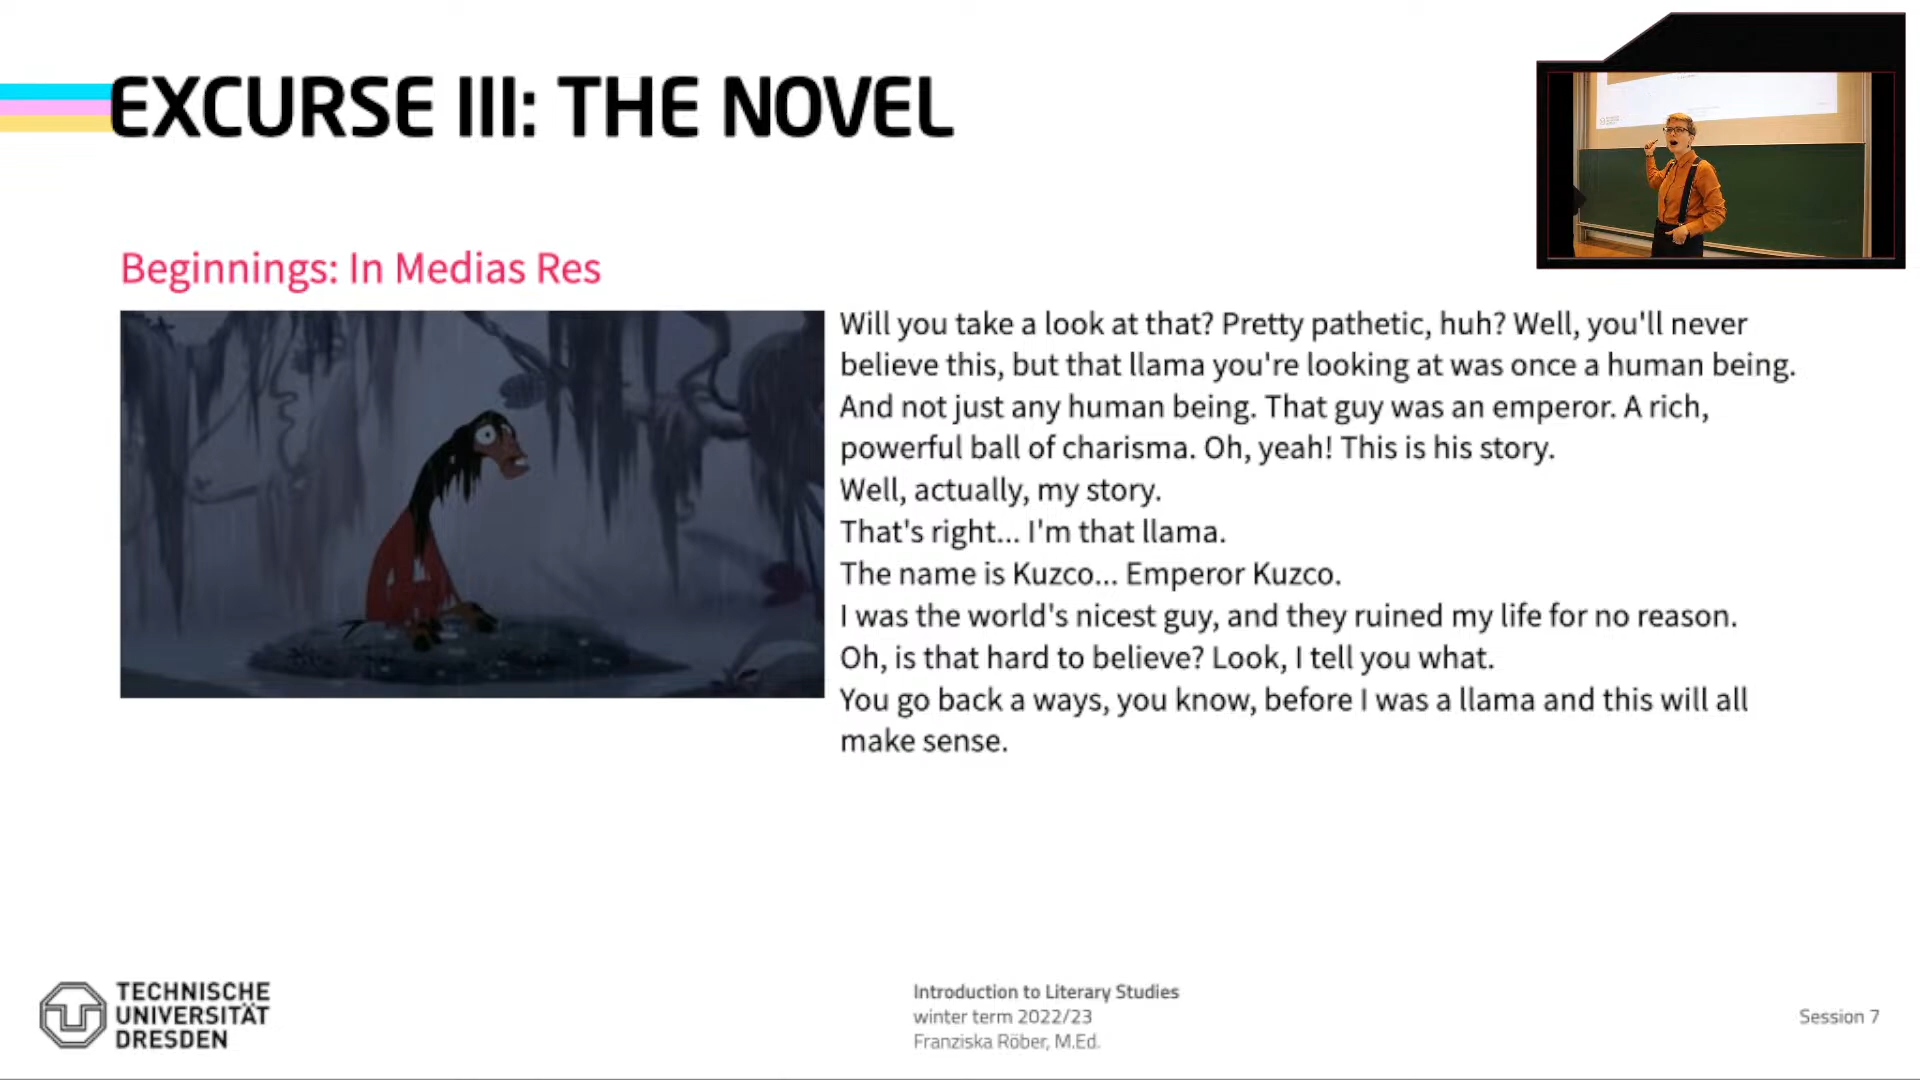 EXCURSE III: THE NOVEL
Beginnings: In Medias Res
Will you take a look at that? Pretty pathetic, huh? Well, you'll never
believe this, but that llama you're looking at was once a human being.
And not just any human being. That guy was an emperor. A rich,
powerful ball of charisma. Oh, yeah! This is his story.
Well, actually, my story.
That's right... I'm that llama.
The name is Kuzco... Emperor Kuzco.
I was the world's nicest guy, and they ruined my life for no reason.
Oh, is that hard to believe? Look, I tell you what.
You go back a ways, you know, before I was a llama and this will all
make sense.
TECHNISCHE
UNIVERSITÄT
DRESDEN
Introduction to Literary Studies
winter term 2022/23
Franziska Röber, M.Ed.
Session 7